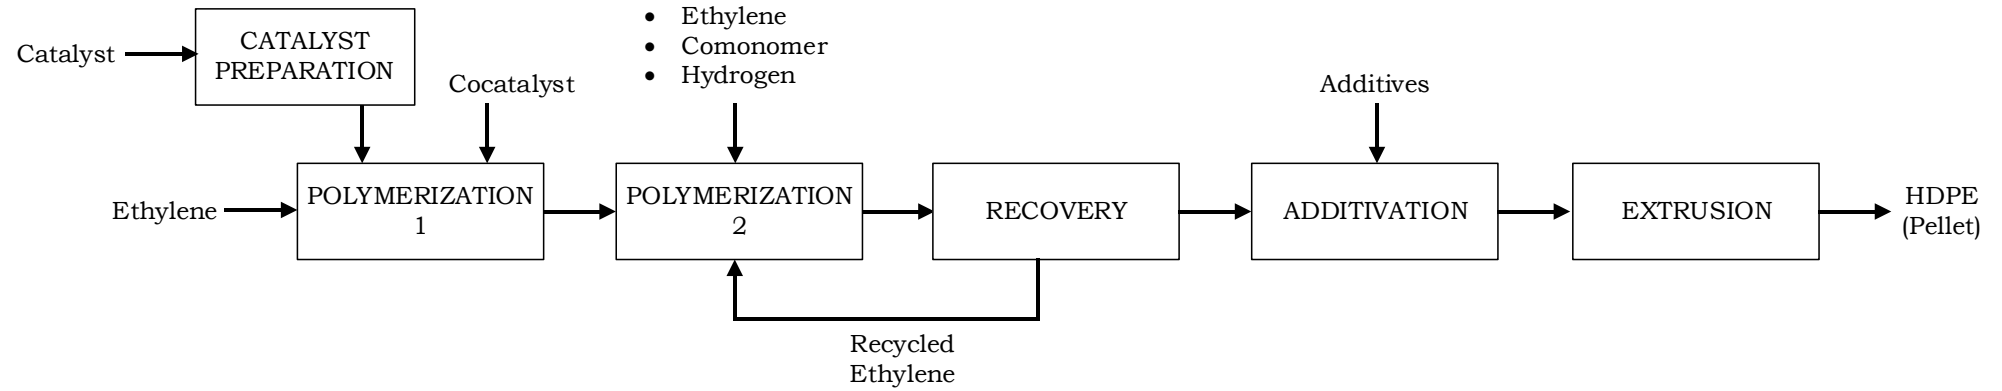 Catalyst
CATALYST
PREPARATION
Cocatalyst
• Ethylene
• Comonomer
• Hydrogen
Additives
Ethylene
POLYMERIZATION
1
POLYMERIZATION
2
RECOVERY
ADDITIVATION
EXTRUSION
HDPE
(Pellet)
Recycled
Ethylene